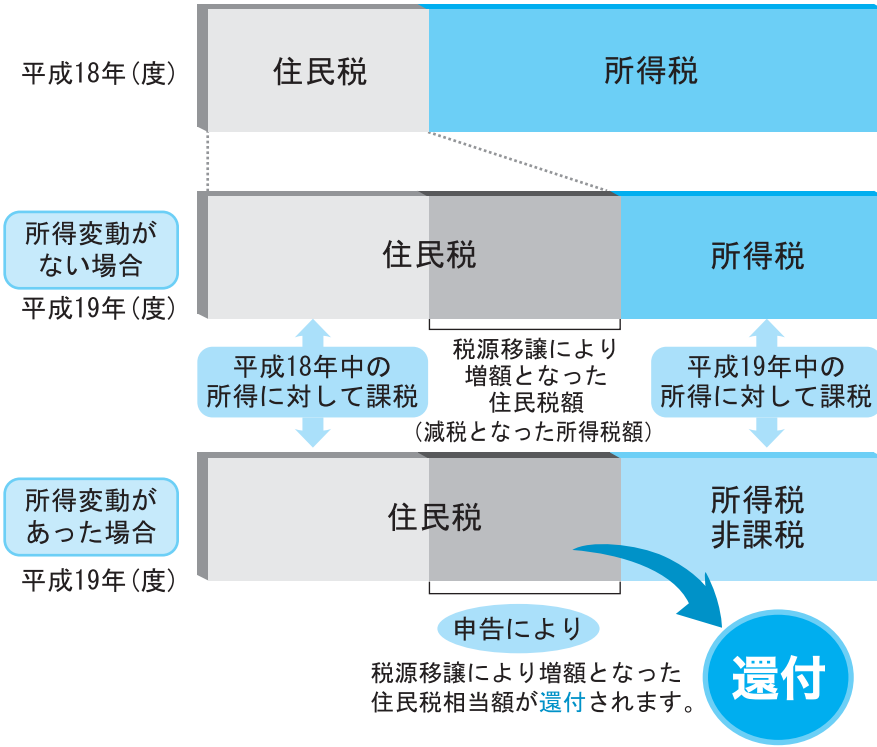 平成18年(度)
住民税
所得税
所得変動が
ない場合
平成19年(度)
住民税
所得税
平成18年中の
所得に対して課税
税源移譲により
増額となった
住民税額
(減税となった所得税額)
平成19年中の
所得に対して課税
所得変動が
あった場合
平成19年(度)
住民税
所得税
非課税
申告により
税源移譲により増額となった
住民税相当額が還付されます。
還付